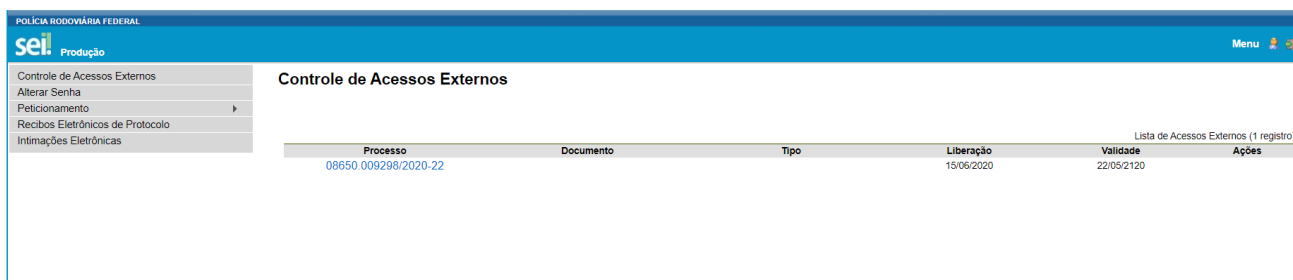 POLÍCIA RODOVIÁRIA FEDERAL
sei! Produção
Menu
Controle de Acessos Externos
Alterar Senha
Peticionamento
Recibos Eletrônicos de Protocolo
Intimações Eletrônicas
Controle de Acessos Externos
Lista de Acessos Externos (1 registro)
Processo Documento Tipo Liberação Validade Ações
08650.009298/2020-22 15/06/2020 22/05/2120